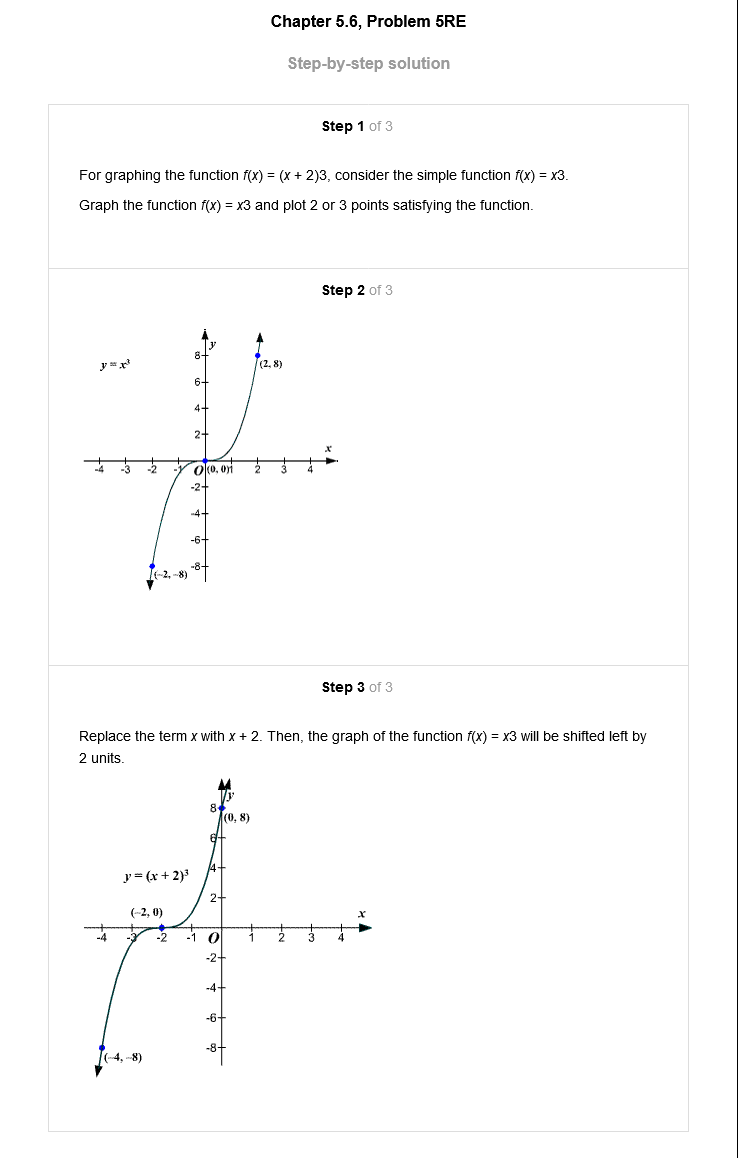 Chapter 5.6, Problem 5RE
Step-by-step solution
Step 1 of 3
For graphing the function f(x) = (x + 2)3, consider the simple function f(x) = x3.
Graph the function f(x) = x3 and plot 2 or 3 points satisfying the function.
Step 2 of 3
y
y = x³
8
(2, 8)
6
4
2
x
-4 -3 -2 -1 O (0, 0) 1 2 3 4
-2
-4
-6
-8
(–2, –8)
Step 3 of 3
Replace the term x with x + 2. Then, the graph of the function f(x) = x3 will be shifted left by
2 units.
y
8
(0, 8)
6
y = (x + 2)³
4
2
(–2, 0)
x
-4 -3 -2 -1 O 1 2 3 4
-2
-4
-6
-8
(–4, –8)